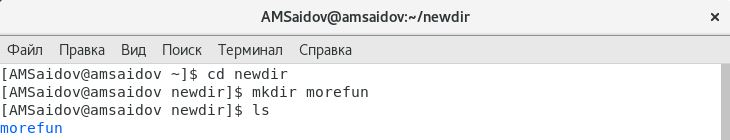 AMSaidov@amsaidov:~/newdir ×
Файл Правка Вид Поиск Терминал Справка
[AMSaidov@amsaidov ~]$ cd newdir
[AMSaidov@amsaidov newdir]$ mkdir morefun
[AMSaidov@amsaidov newdir]$ ls
morefun